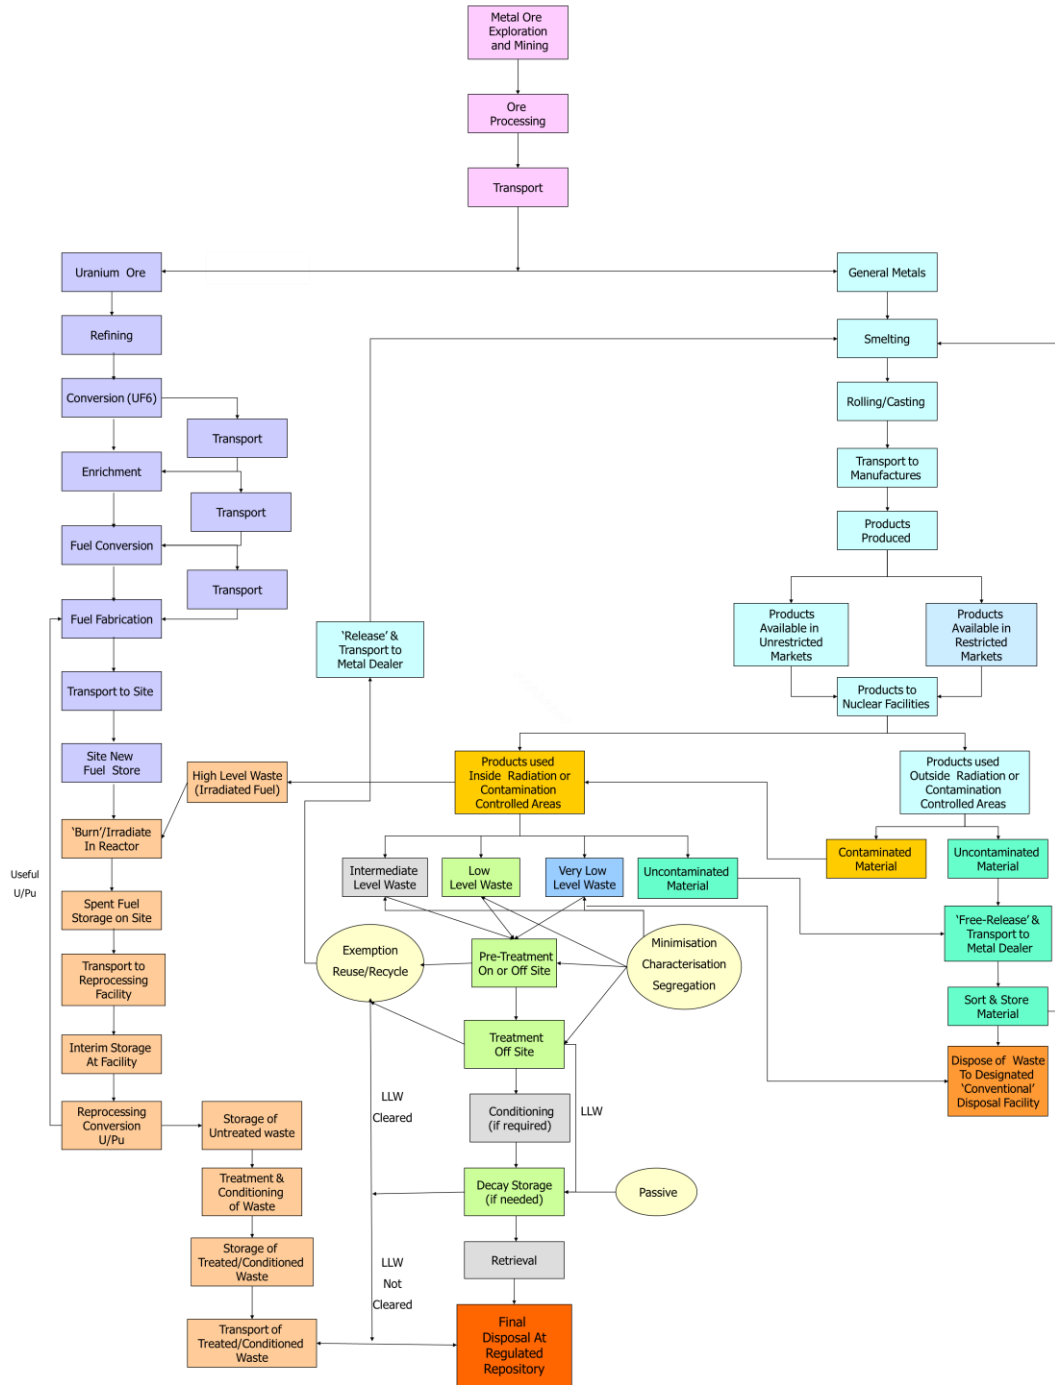 Metal Ore
Exploration
and Mining
Ore
Processing
Transport
Uranium Ore
General Metals
Refining
Smelting
Conversion (UF6)
Rolling/Casting
Transport
Enrichment
Transport to
Manufactures
Transport
Products
Produced
Fuel Conversion
Transport
Fuel Fabrication
'Release' &
Transport to
Metal Dealer
Products
Available in
Unrestricted
Markets
Products
Available in
Restricted
Markets
Transport to Site
Products to
Nuclear Facilities
Site New
Fuel Store
High Level Waste
(Irradiated Fuel)
Products used
Inside Radiation or
Contamination
Controlled Areas
Products used
Outside Radiation or
Contamination
Controlled Areas
'Burn'/Irradiate
In Reactor
Contaminated
Material
Uncontaminated
Material
Useful
U/Pu
Intermediate
Level Waste
Low
Level Waste
Very Low
Level Waste
Uncontaminated
Material
Spent Fuel
Storage on Site
'Free-Release' &
Transport to
Metal Dealer
Exemption
Reuse/Recycle
Pre-Treatment
On or Off Site
Minimisation
Characterisation
Segregation
Transport to
Reprocessing
Facility
Sort & Store
Material
Interim Storage
At Facility
Treatment
Off Site
Dispose of Waste
To Designated
'Conventional'
Disposal Facility
LLW
Cleared
Reprocessing
Conversion
U/Pu
Storage of
Untreated waste
Conditioning
(if required)
LLW
Treatment &
Conditioning
of Waste
Decay Storage
(if needed)
Passive
Storage of
Treated/Conditioned
Waste
Retrieval
LLW
Not
Cleared
Transport of
Treated/Conditioned
Waste
Final
Disposal At
Regulated
Repository